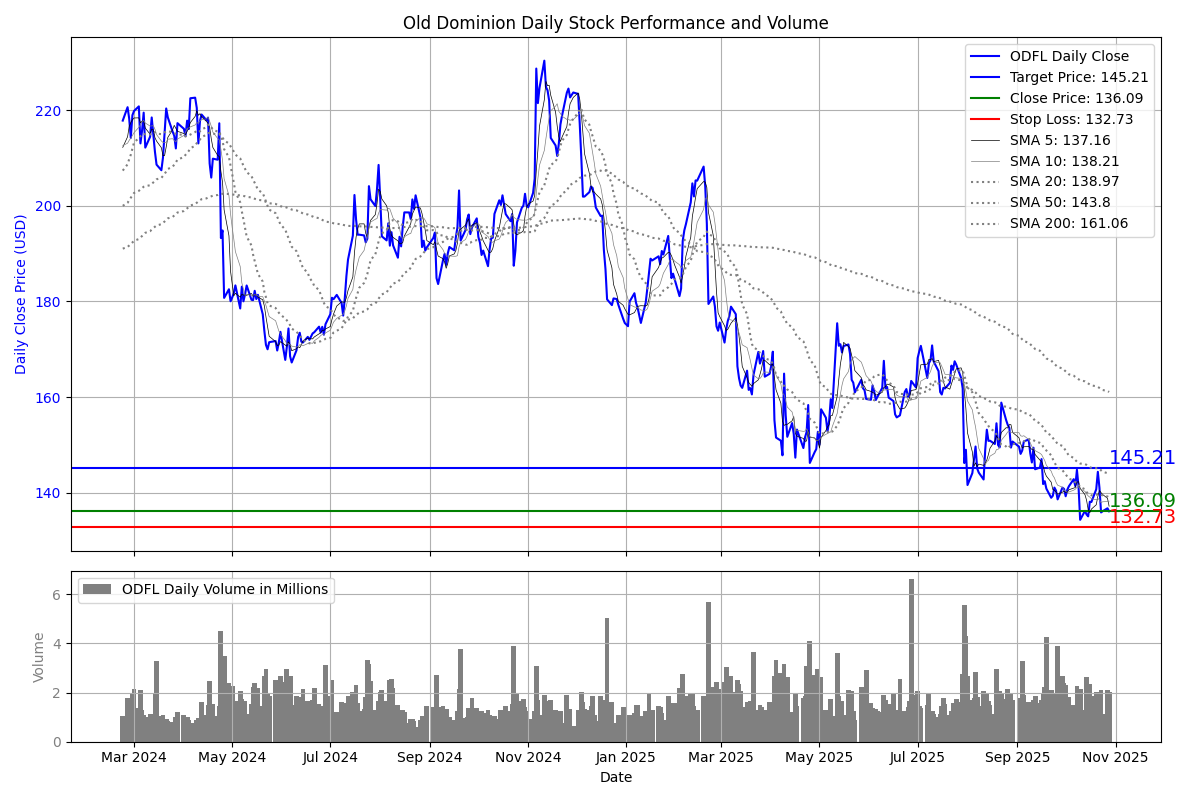 Old Dominion Daily Stock Performance and Volume
Daily Close Price (USD)
220
200
180
160
140
ODFL Daily Close
Target Price: 145.21
Close Price: 136.09
Stop Loss: 132.73
SMA 5: 137.16
SMA 10: 138.21
SMA 20: 138.97
SMA 50: 143.8
SMA 200: 161.06
145.21
136.09
132.73
Volume
6
4
2
0
ODFL Daily Volume in Millions
Mar 2024
May 2024
Jul 2024
Sep 2024
Nov 2024
Jan 2025
Mar 2025
May 2025
Jul 2025
Sep 2025
Nov 2025
Date